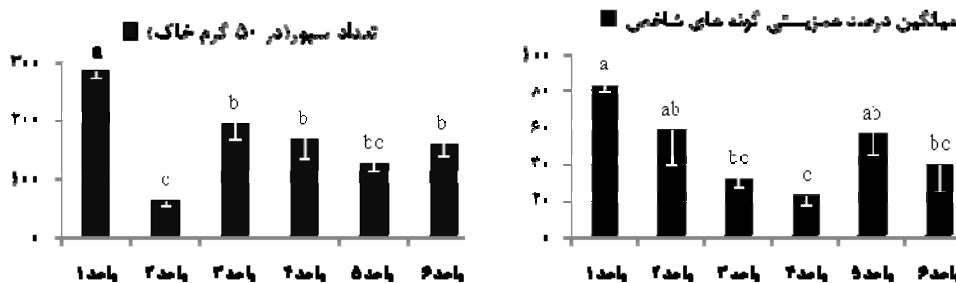 تعداد سپور(در ۵۰ گرم خاک)
۳۰۰
۲۰۰
۱۰۰
۰
a
c
b
b
bc
b
واحد۱ واحد۲ واحد۳ واحد۴ واحد۵ واحد۶
میانگین درصد همزیستی گونه های شاخص
۱۰۰
۸۰
۶۰
۴۰
۲۰
۰
a
ab
bc
c
ab
bc
واحد۱ واحد۲ واحد۳ واحد۴ واحد۵ واحد۶